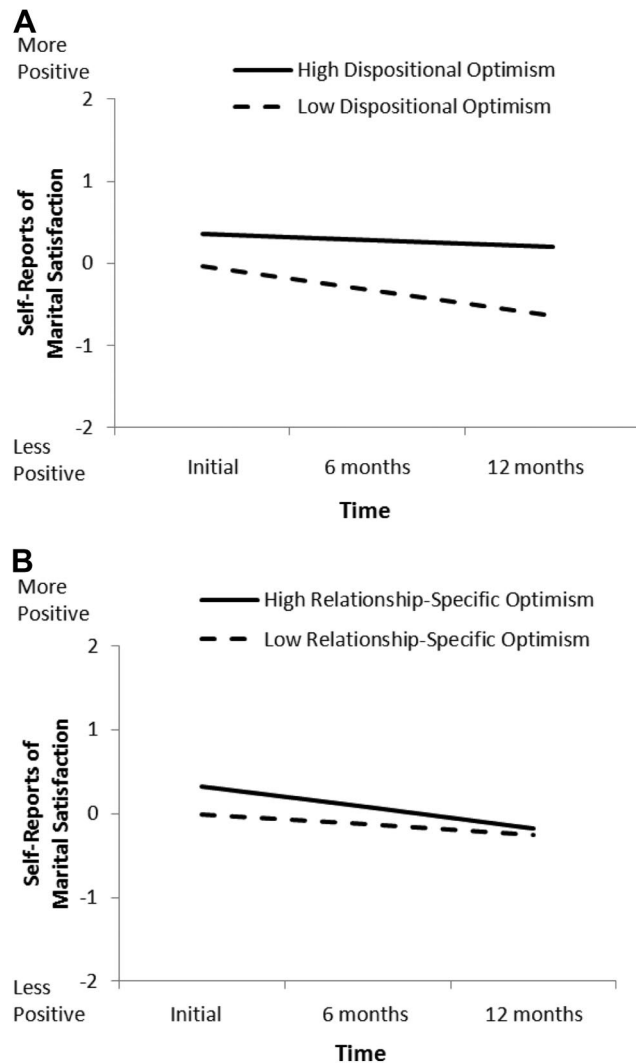 A
More
Positive
High Dispositional Optimism
Low Dispositional Optimism
2
1
0
-1
-2
Self-Reports of
Marital Satisfaction
Less
Positive
Initial 6 months 12 months
Time
B
More
Positive
High Relationship-Specific Optimism
Low Relationship-Specific Optimism
2
1
0
-1
-2
Self-Reports of
Marital Satisfaction
Less
Positive
Initial 6 months 12 months
Time